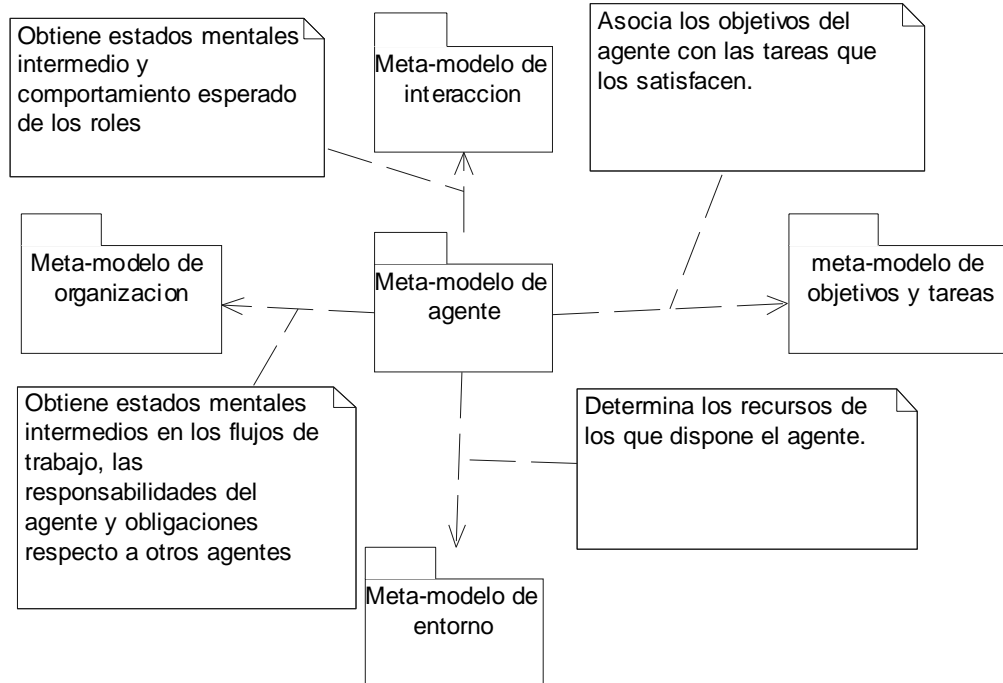 Obtiene estados mentales
intermedio y
comportamiento esperado
de los roles
Meta-modelo de
interaccion
Asocia los objetivos del
agente con las tareas que
los satisfacen.
Meta-modelo de
organizacion
Meta-modelo de
agente
meta-modelo de
objetivos y tareas
Obtiene estados mentales
intermedios en los flujos de
trabajo, las
responsabilidades del
agente y obligaciones
respecto a otros agentes
Determina los recursos de
los que dispone el agente.
Meta-modelo de
entorno